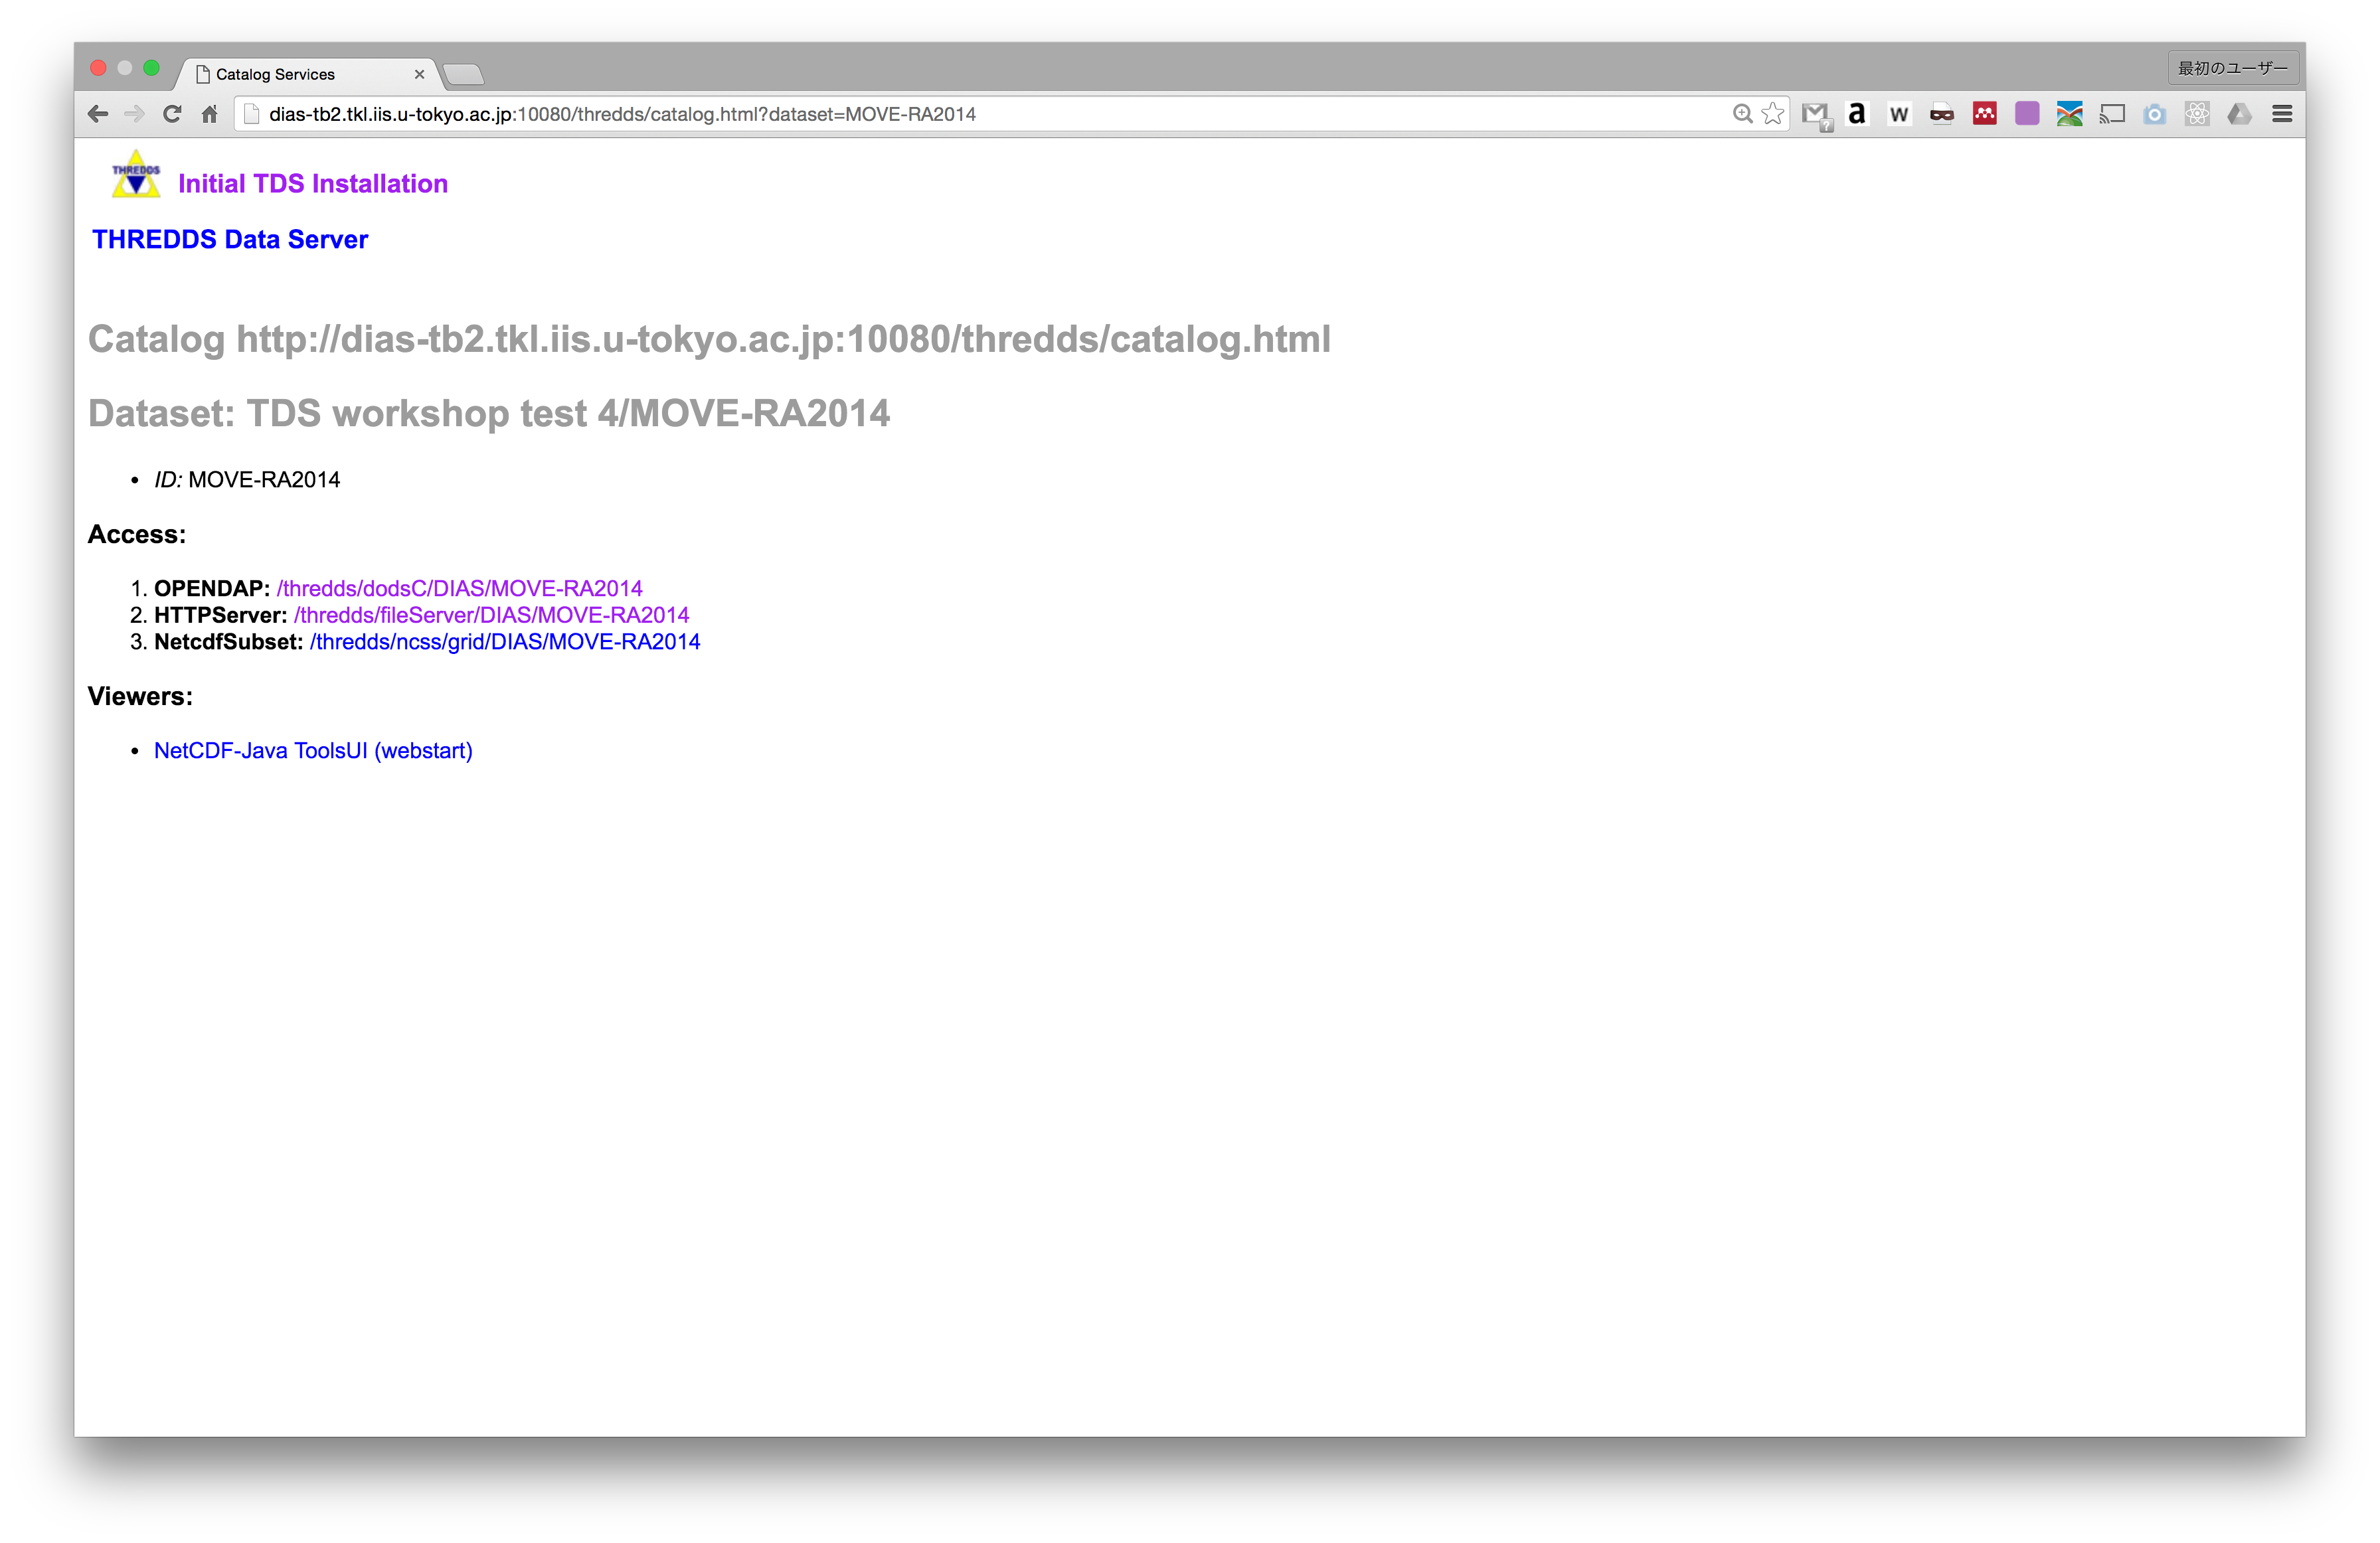 Catalog Services
最初のユーザー
dias-tb2.tkl.iis.u-tokyo.ac.jp:10080/thredds/catalog.html?dataset=MOVE-RA2014
THREDDS
Initial TDS Installation
THREDDS Data Server
Catalog http://dias-tb2.tkl.iis.u-tokyo.ac.jp:10080/thredds/catalog.html
Dataset: TDS workshop test 4/MOVE-RA2014
• ID: MOVE-RA2014
Access:
1. OPENDAP: /thredds/dodsC/DIAS/MOVE-RA2014
2. HTTPServer: /thredds/fileServer/DIAS/MOVE-RA2014
3. NetcdfSubset: /thredds/ncss/grid/DIAS/MOVE-RA2014
Viewers:
• NetCDF-Java ToolsUI (webstart)